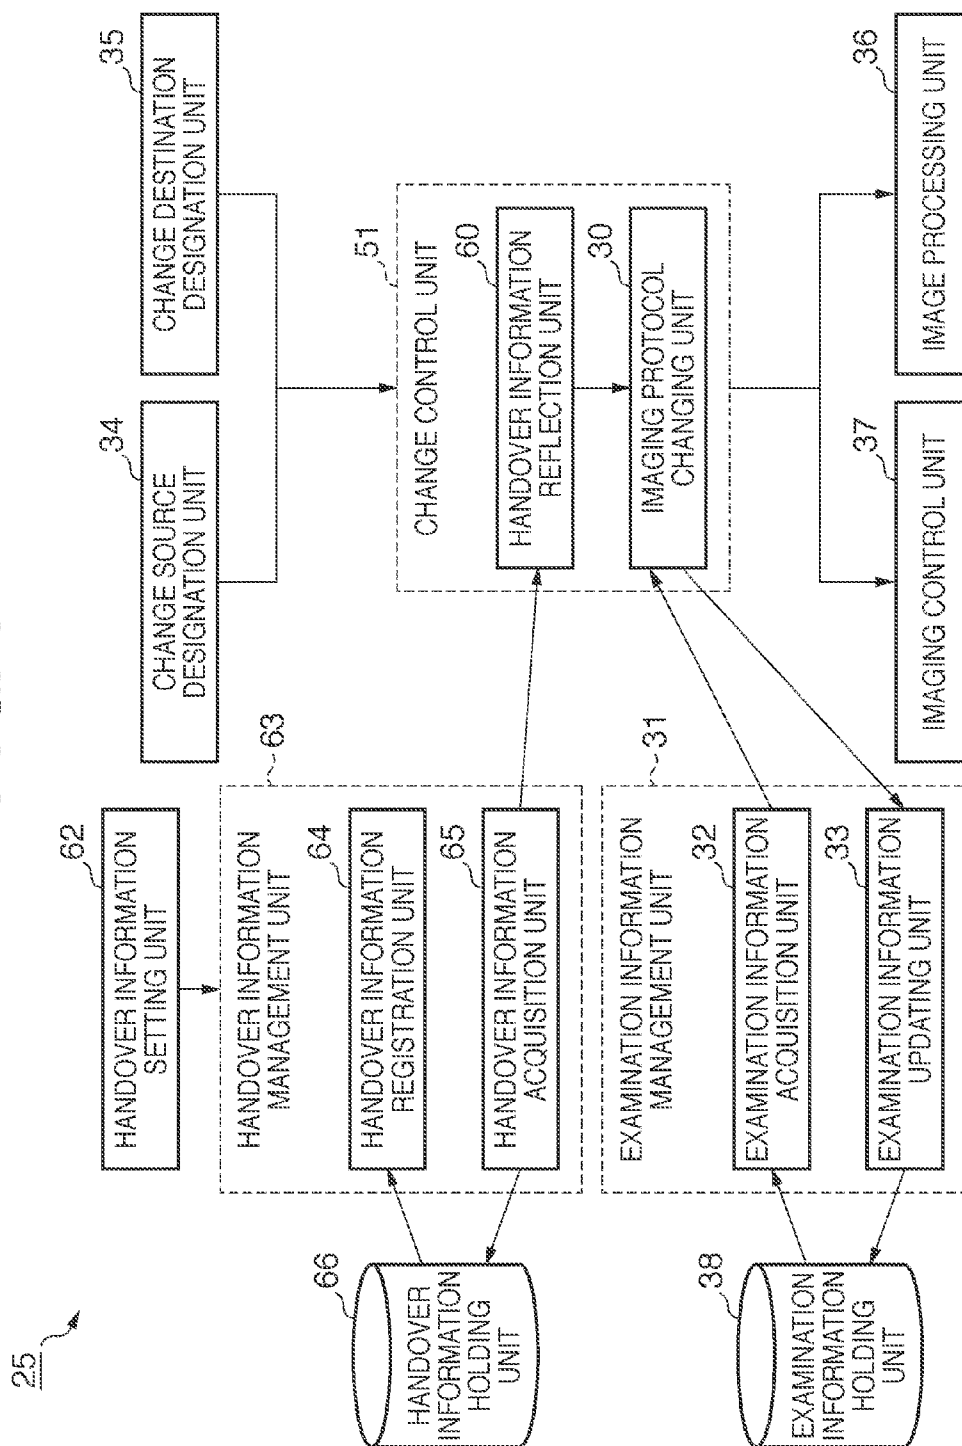 25
62
HANDOVER INFORMATION
SETTING UNIT
34
CHANGE SOURCE
DESIGNATION UNIT
35
CHANGE DESTINATION
DESIGNATION UNIT
66
HANDOVER
INFORMATION
HOLDING
UNIT
63
HANDOVER INFORMATION
MANAGEMENT UNIT
64
HANDOVER INFORMATION
REGISTRATION UNIT
65
HANDOVER INFORMATION
ACQUISITION UNIT
51
CHANGE CONTROL UNIT
60
HANDOVER INFORMATION
REFLECTION UNIT
30
IMAGING PROTOCOL
CHANGING UNIT
38
EXAMINATION
INFORMATION
HOLDING
UNIT
31
EXAMINATION INFORMATION
MANAGEMENT UNIT
32
EXAMINATION INFORMATION
ACQUISITION UNIT
33
EXAMINATION INFORMATION
UPDATING UNIT
37
IMAGING CONTROL UNIT
36
IMAGE PROCESSING UNIT